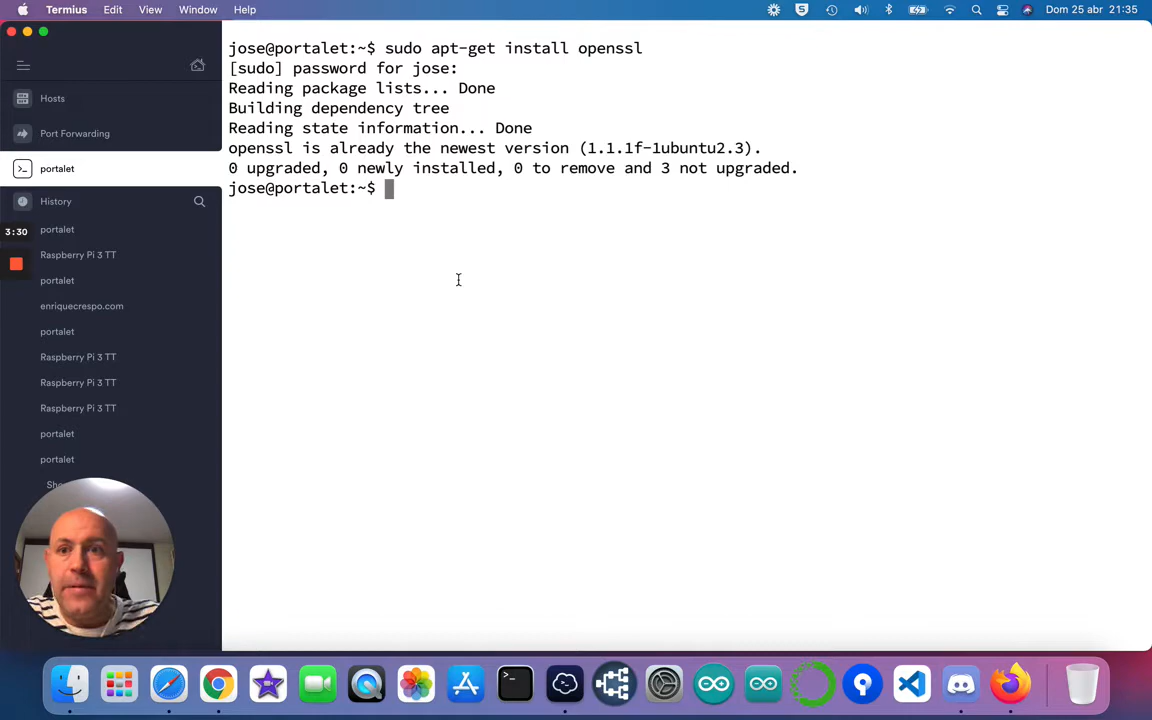 Termius Edit View Window Help Dom 25 abr 21:35
Hosts
Port Forwarding
portalet
History
3:30
portalet
Raspberry Pi 3 TT
portalet
enriquecrespo.com
portalet
Raspberry Pi 3 TT
Raspberry Pi 3 TT
Raspberry Pi 3 TT
portalet
portalet
jose@portalet:~$ sudo apt-get install openssl
[sudo] password for jose:
Reading package lists... Done
Building dependency tree
Reading state information... Done
openssl is already the newest version (1.1.1f-1ubuntu2.3).
0 upgraded, 0 newly installed, 0 to remove and 3 not upgraded.
jose@portalet:~$